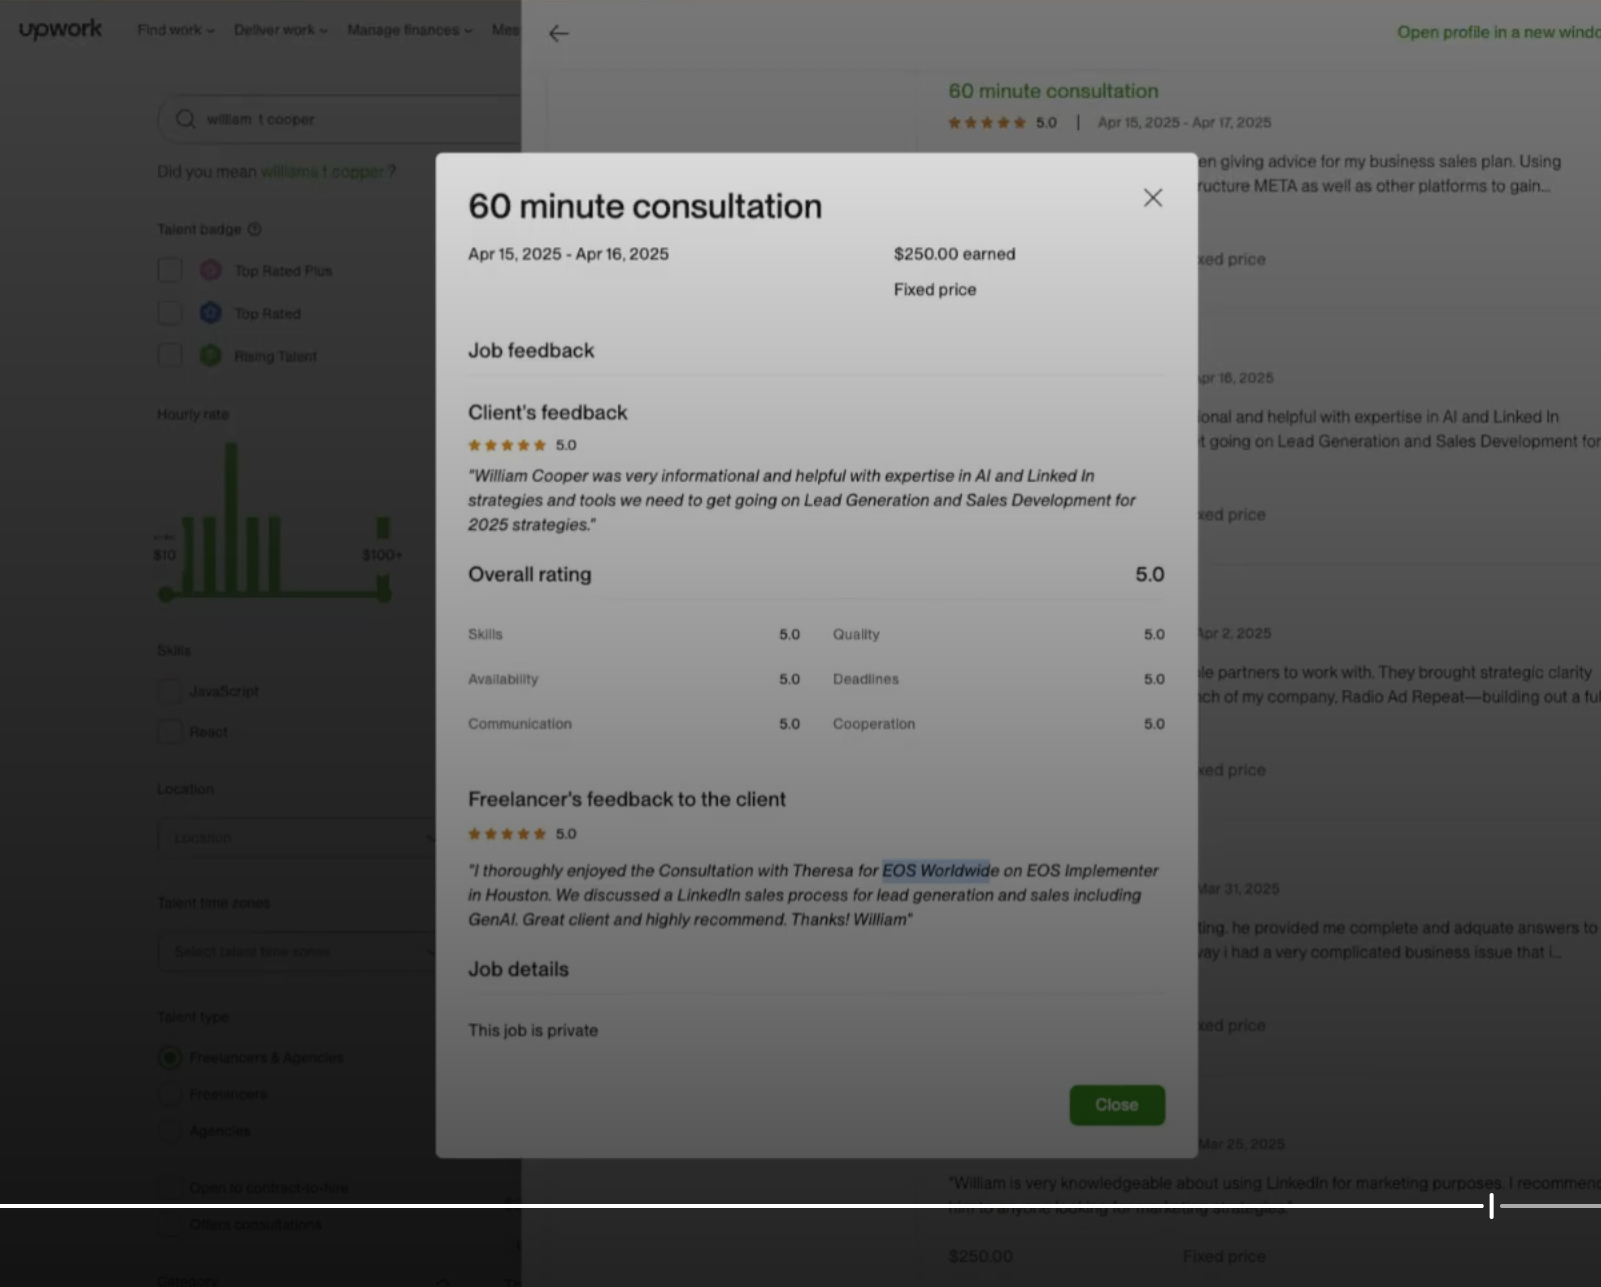 upwork
Find work
Deliver work
Manage finances
Mes
Open profile in a new windo
william t cooper
Did you mean williams t copper ?
Talent badge
Top Rated Plus
Top Rated
Rising Talent
Hourly rate
$10
$100+
Skills
JavaScript
React
Location
Location
Talent time zones
Select talent time zones
Talent type
Freelancers & Agencies
Freelancers
Agencies
Open to contract-to-hire
Offers consultations
Category
60 minute consultation
5.0 | Apr 15, 2025 - Apr 17, 2025
en giving advice for my business sales plan. Using
ructure META as well as other platforms to gain...
xed price
60 minute consultation
Apr 15, 2025 - Apr 16, 2025
$250.00 earned
Fixed price
Job feedback
Client's feedback
5.0
"William Cooper was very informational and helpful with expertise in AI and Linked In
strategies and tools we need to get going on Lead Generation and Sales Development for
2025 strategies."
Overall rating 5.0
Skills 5.0 Quality 5.0
Availability 5.0 Deadlines 5.0
Communication 5.0 Cooperation 5.0
Freelancer's feedback to the client
5.0
"I thoroughly enjoyed the Consultation with Theresa for EOS Worldwide on EOS Implementer
in Houston. We discussed a LinkedIn sales process for lead generation and sales including
GenAI. Great client and highly recommend. Thanks! William"
Job details
This job is private
Close
pr 16, 2025
ional and helpful with expertise in AI and Linked In
t going on Lead Generation and Sales Development for
xed price
Apr 2, 2025
le partners to work with. They brought strategic clarity
ch of my company, Radio Ad Repeat—building out a ful
xed price
Mar 31, 2025
ting. he provided me complete and adquate answers to
ay i had a very complicated business issue that i...
xed price
Mar 26, 2025
"William is very knowledgeable about using LinkedIn for marketing purposes. I recommend
him to anyone looking for marketing strategies."
$250.00
Fixed price